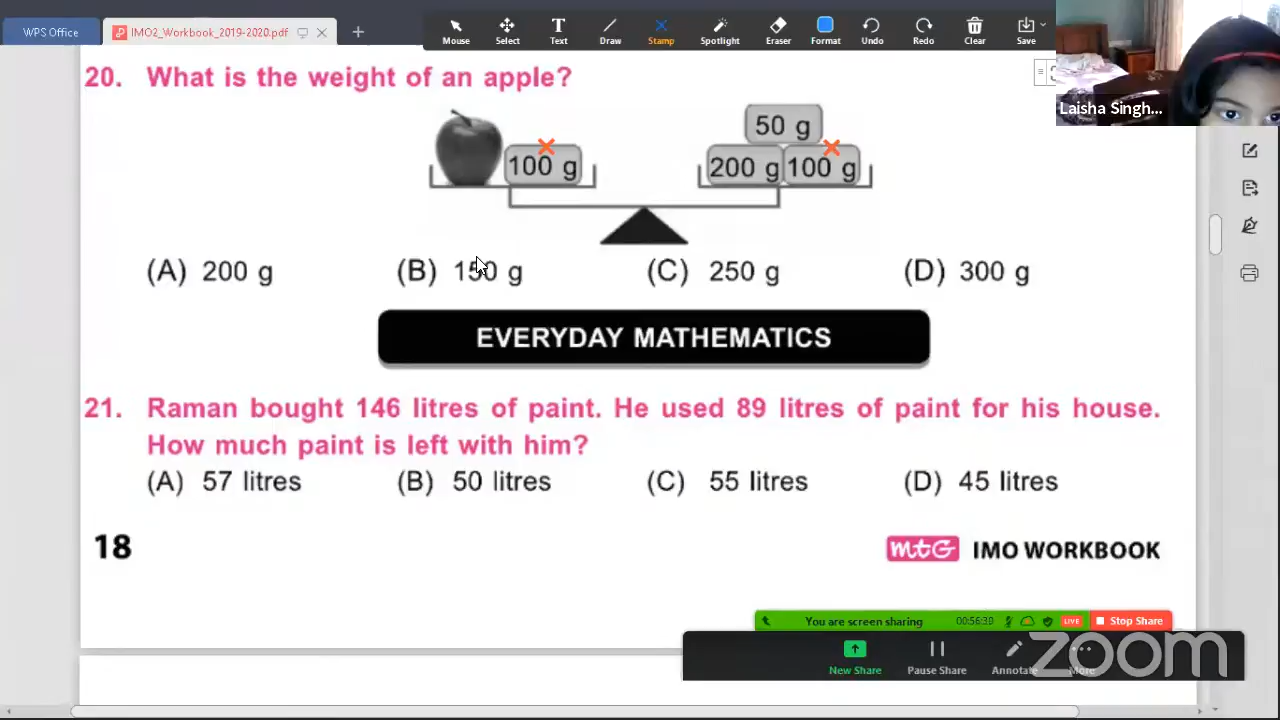 WPS Office
IMO2_Workbook_2019-2020.pdf
Mouse
Select
Text
Draw
Stamp
Spotlight
Eraser
Format
Undo
Redo
Clear
Save
Laisha Singh...
20. What is the weight of an apple?
50 g
100 g
200 g
100 g
(A) 200 g (B) 150 g (C) 250 g (D) 300 g
EVERYDAY MATHEMATICS
21. Raman bought 146 litres of paint. He used 89 litres of paint for his house.
How much paint is left with him?
(A) 57 litres (B) 50 litres (C) 55 litres (D) 45 litres
18
mtG IMO WORKBOOK
You are screen sharing
00:56:39
LIVE
Stop Share
New Share
Pause Share
Annotate
More
zoom